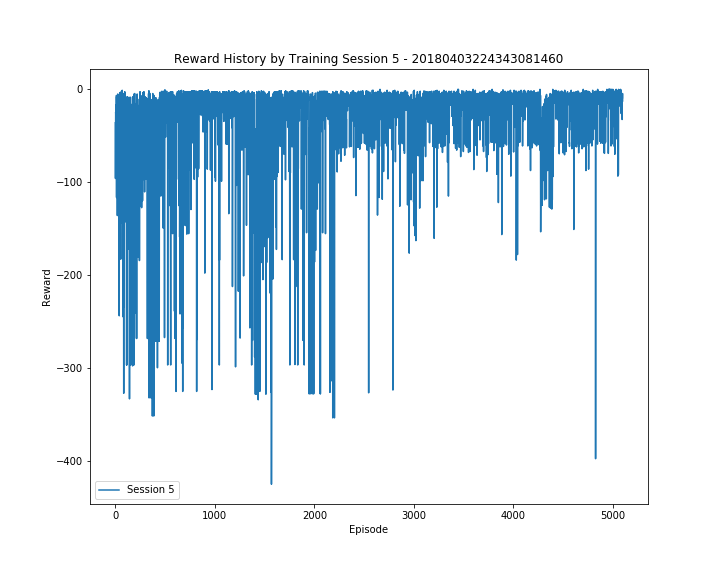 Reward History by Training Session 5 - 20180403224343081460
0
−100
−200
−300
−400
Reward
Session 5
0
1000
2000
3000
4000
5000
Episode